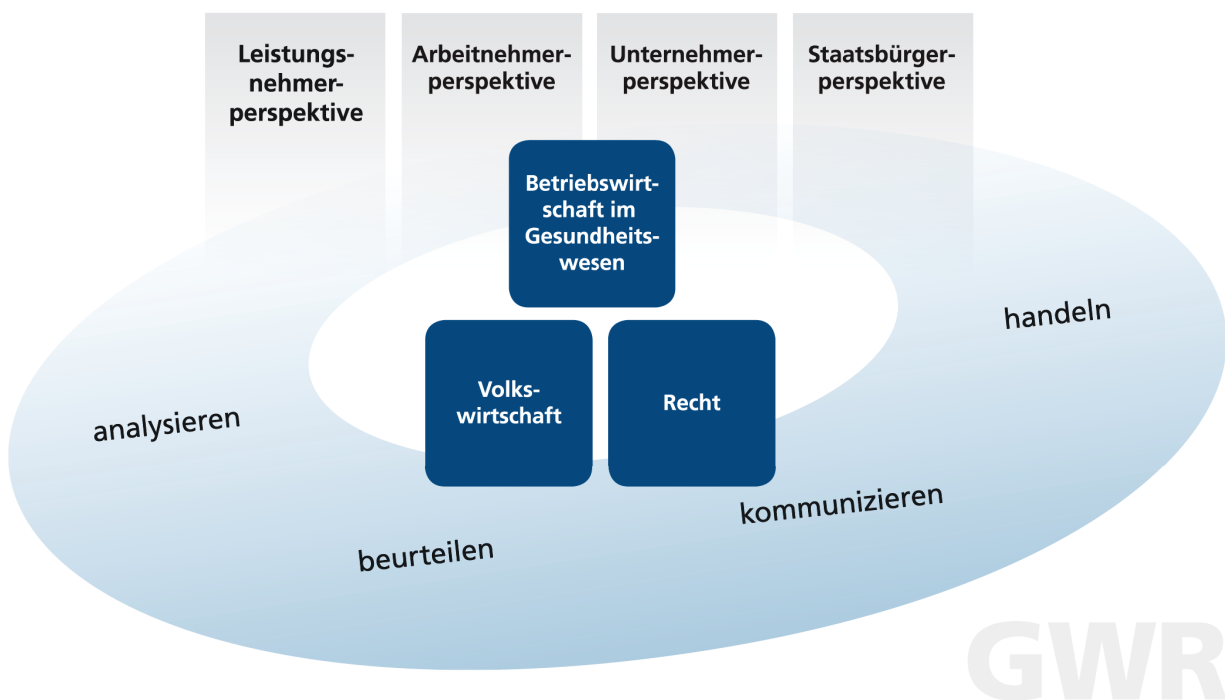 Leistungs-
nehmer-
perspektive
Arbeitnehmer-
perspektive
Unternehmer-
perspektive
Staatsbürger-
perspektive
Betriebswirt-
schaft im
Gesundheits-
wesen
Volks-
wirtschaft
Recht
handeln
analysieren
kommunizieren
beurteilen
GWR